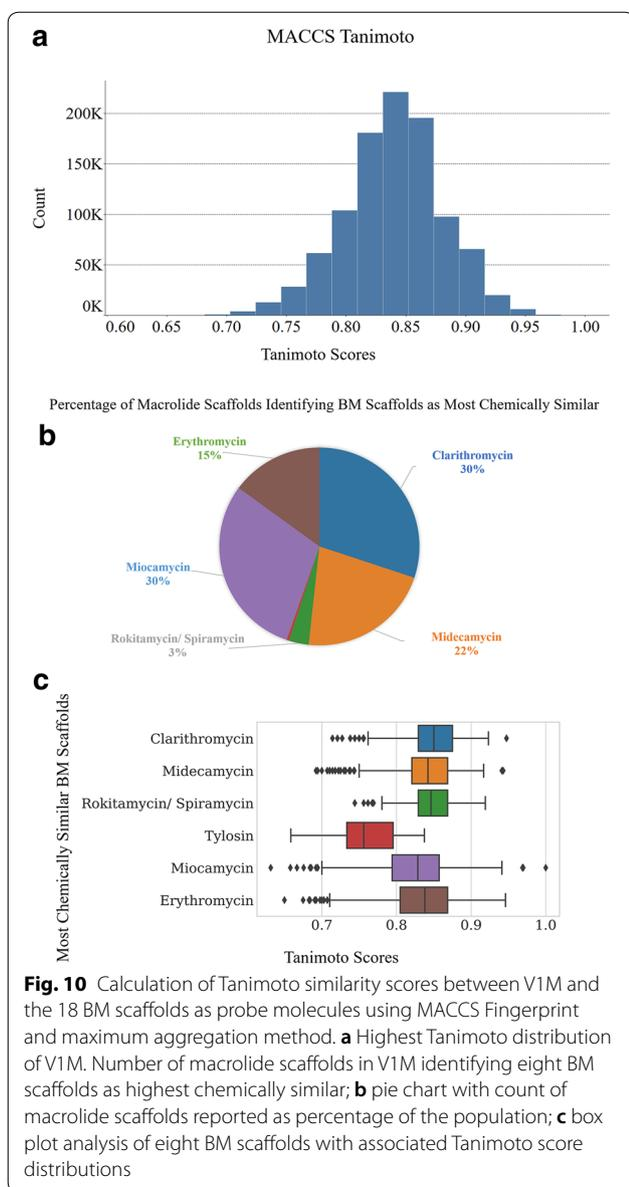 a
MACCS Tanimoto
200K
150K
100K
50K
0K
Count
0.60 0.65 0.70 0.75 0.80 0.85 0.90 0.95 1.00
Tanimoto Scores
Percentage of Macrolide Scaffolds Identifying BM Scaffolds as Most Chemically Similar
b
Erythromycin
15%
Clarithromycin
30%
Miocamycin
30%
Rokitamycin/ Spiramycin
3%
Midecamycin
22%
c
Most Chemically Similar BM Scaffolds
Clarithromycin
Midecamycin
Rokitamycin/ Spiramycin
Tylosin
Miocamycin
Erythromycin
0.7 0.8 0.9 1.0
Tanimoto Scores
Fig. 10 Calculation of Tanimoto similarity scores between V1M and
the 18 BM scaffolds as probe molecules using MACCS Fingerprint
and maximum aggregation method. a Highest Tanimoto distribution
of V1M. Number of macrolide scaffolds in V1M identifying eight BM
scaffolds as highest chemically similar; b pie chart with count of
macrolide scaffolds reported as percentage of the population; c box
plot analysis of eight BM scaffolds with associated Tanimoto score
distributions